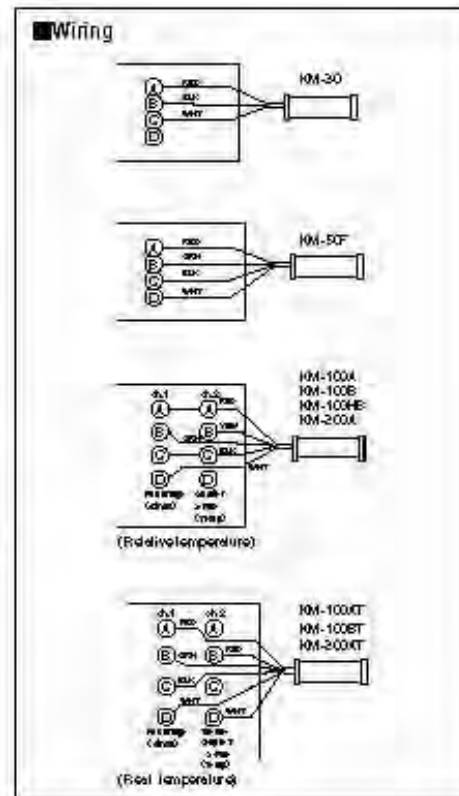 Wiring
KM-30
A RED
B BLK
C WHT
D
KM-50F
A RED
B GRN
C BLK
D WHT
KM-100A
KM-100B
KM-100HB
KM-200A
ch.1 ch.2
A A RED
B B
GRN
C C BLK
D D WHT
(Relative temperature)
KM-100AT
KM-100BT
KM-200AT
ch.1 ch.2
A RED A
B GRN B RED
C BLK C
WHT
D D WHT
(Real temperature)